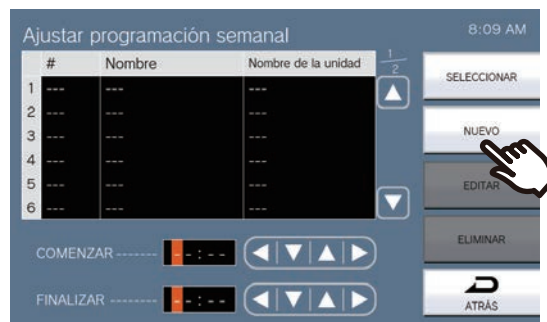 Ajustar programación semanal
8:09 AM
# Nombre Nombre de la unidad 1/2
1 --- --- ---
2 --- --- ---
3 --- --- ---
4 --- --- ---
5 --- --- ---
6 --- --- ---
COMENZAR ------- --:--
FINALIZAR ------- --:--
SELECCIONAR
NUEVO
EDITAR
ELIMINAR
ATRÁS